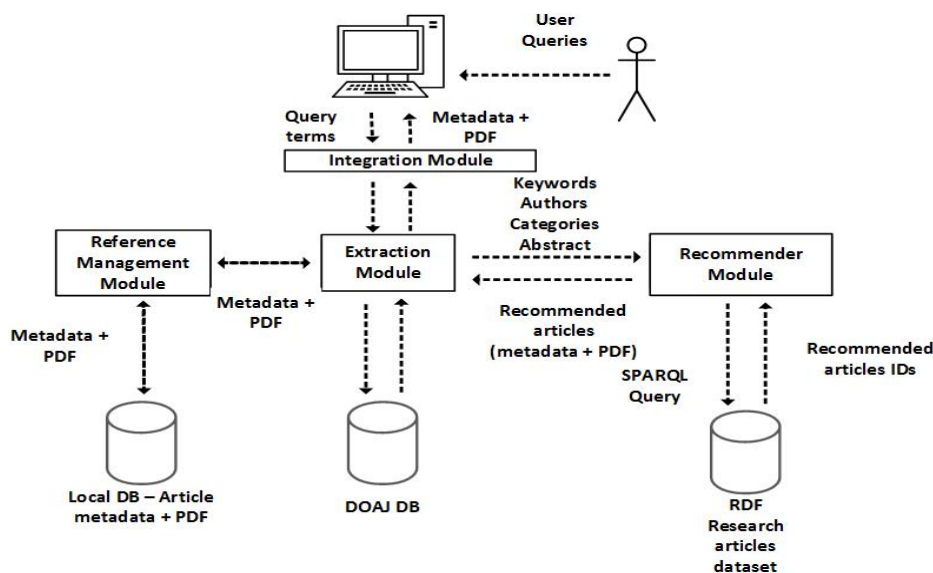 User
Queries
Query
terms
Metadata +
PDF
Integration Module
Keywords
Authors
Categories
Abstract
Reference
Management
Module
Extraction
Module
Recommender
Module
Metadata +
PDF
Metadata +
PDF
Recommended
articles
(metadata + PDF)
SPARQL
Query
Recommended
articles IDs
Local DB – Article
metadata + PDF
DOAJ DB
RDF
Research
articles
dataset